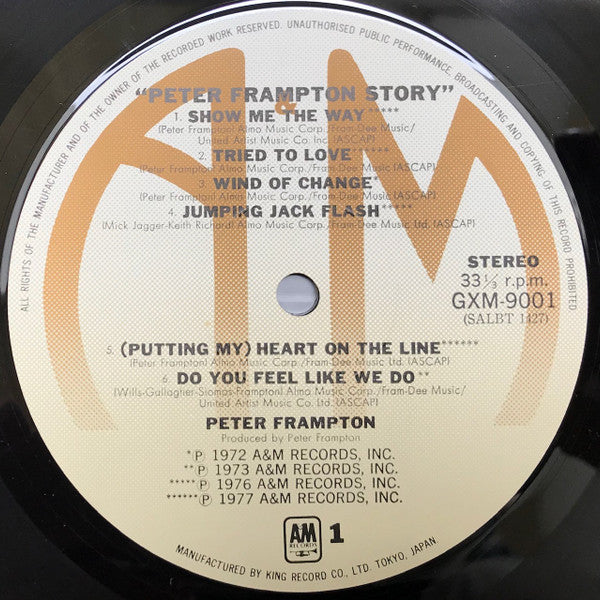 ALL RIGHTS OF THE MANUFACTURER AND OF THE OWNER OF THE RECORDED WORK RESERVED. UNAUTHORISED PUBLIC PERFORMANCE, BROADCASTING AND COPYING OF THIS RECORD PROHIBITED
"PETER FRAMPTON STORY"
1. SHOW ME THE WAY*****
(Peter Frampton) Almo Music Corp./Fram-Dee Music/
United Artist Music Co. Inc. (ASCAP)
2. TRIED TO LOVE******
(Peter Frampton) Almo Music Corp./Fram-Dee Music Ltd. (ASCAP)
3. WIND OF CHANGE*
(Peter Frampton) Almo Music Corp./Fram-Dee Music Ltd. (ASCAP)
4. JUMPING JACK FLASH*****
(Mick Jagger-Keith Richard) Almo Music Corp./Fram-Dee Music Ltd. (ASCAP)
STEREO
33 1/3 r.p.m.
GXM-9001
(SALBT 1427)
5. (PUTTING MY) HEART ON THE LINE******
(Peter Frampton) Almo Music Corp./Fram-Dee Music Ltd. (ASCAP)
6. DO YOU FEEL LIKE WE DO**
(Wills-Gallagher-Siomos-Frampton) Almo Music Corp./Fram-Dee Music/
United Artist Music Co. Ltd. (ASCAP)
PETER FRAMPTON
Produced by Peter Frampton
*Ⓟ 1972 A&M RECORDS, INC.
**Ⓟ 1973 A&M RECORDS, INC.
*****Ⓟ 1976 A&M RECORDS, INC.
******Ⓟ 1977 A&M RECORDS, INC.
AM
RECORDS
1
MANUFACTURED BY KING RECORD CO., LTD. TOKYO, JAPAN